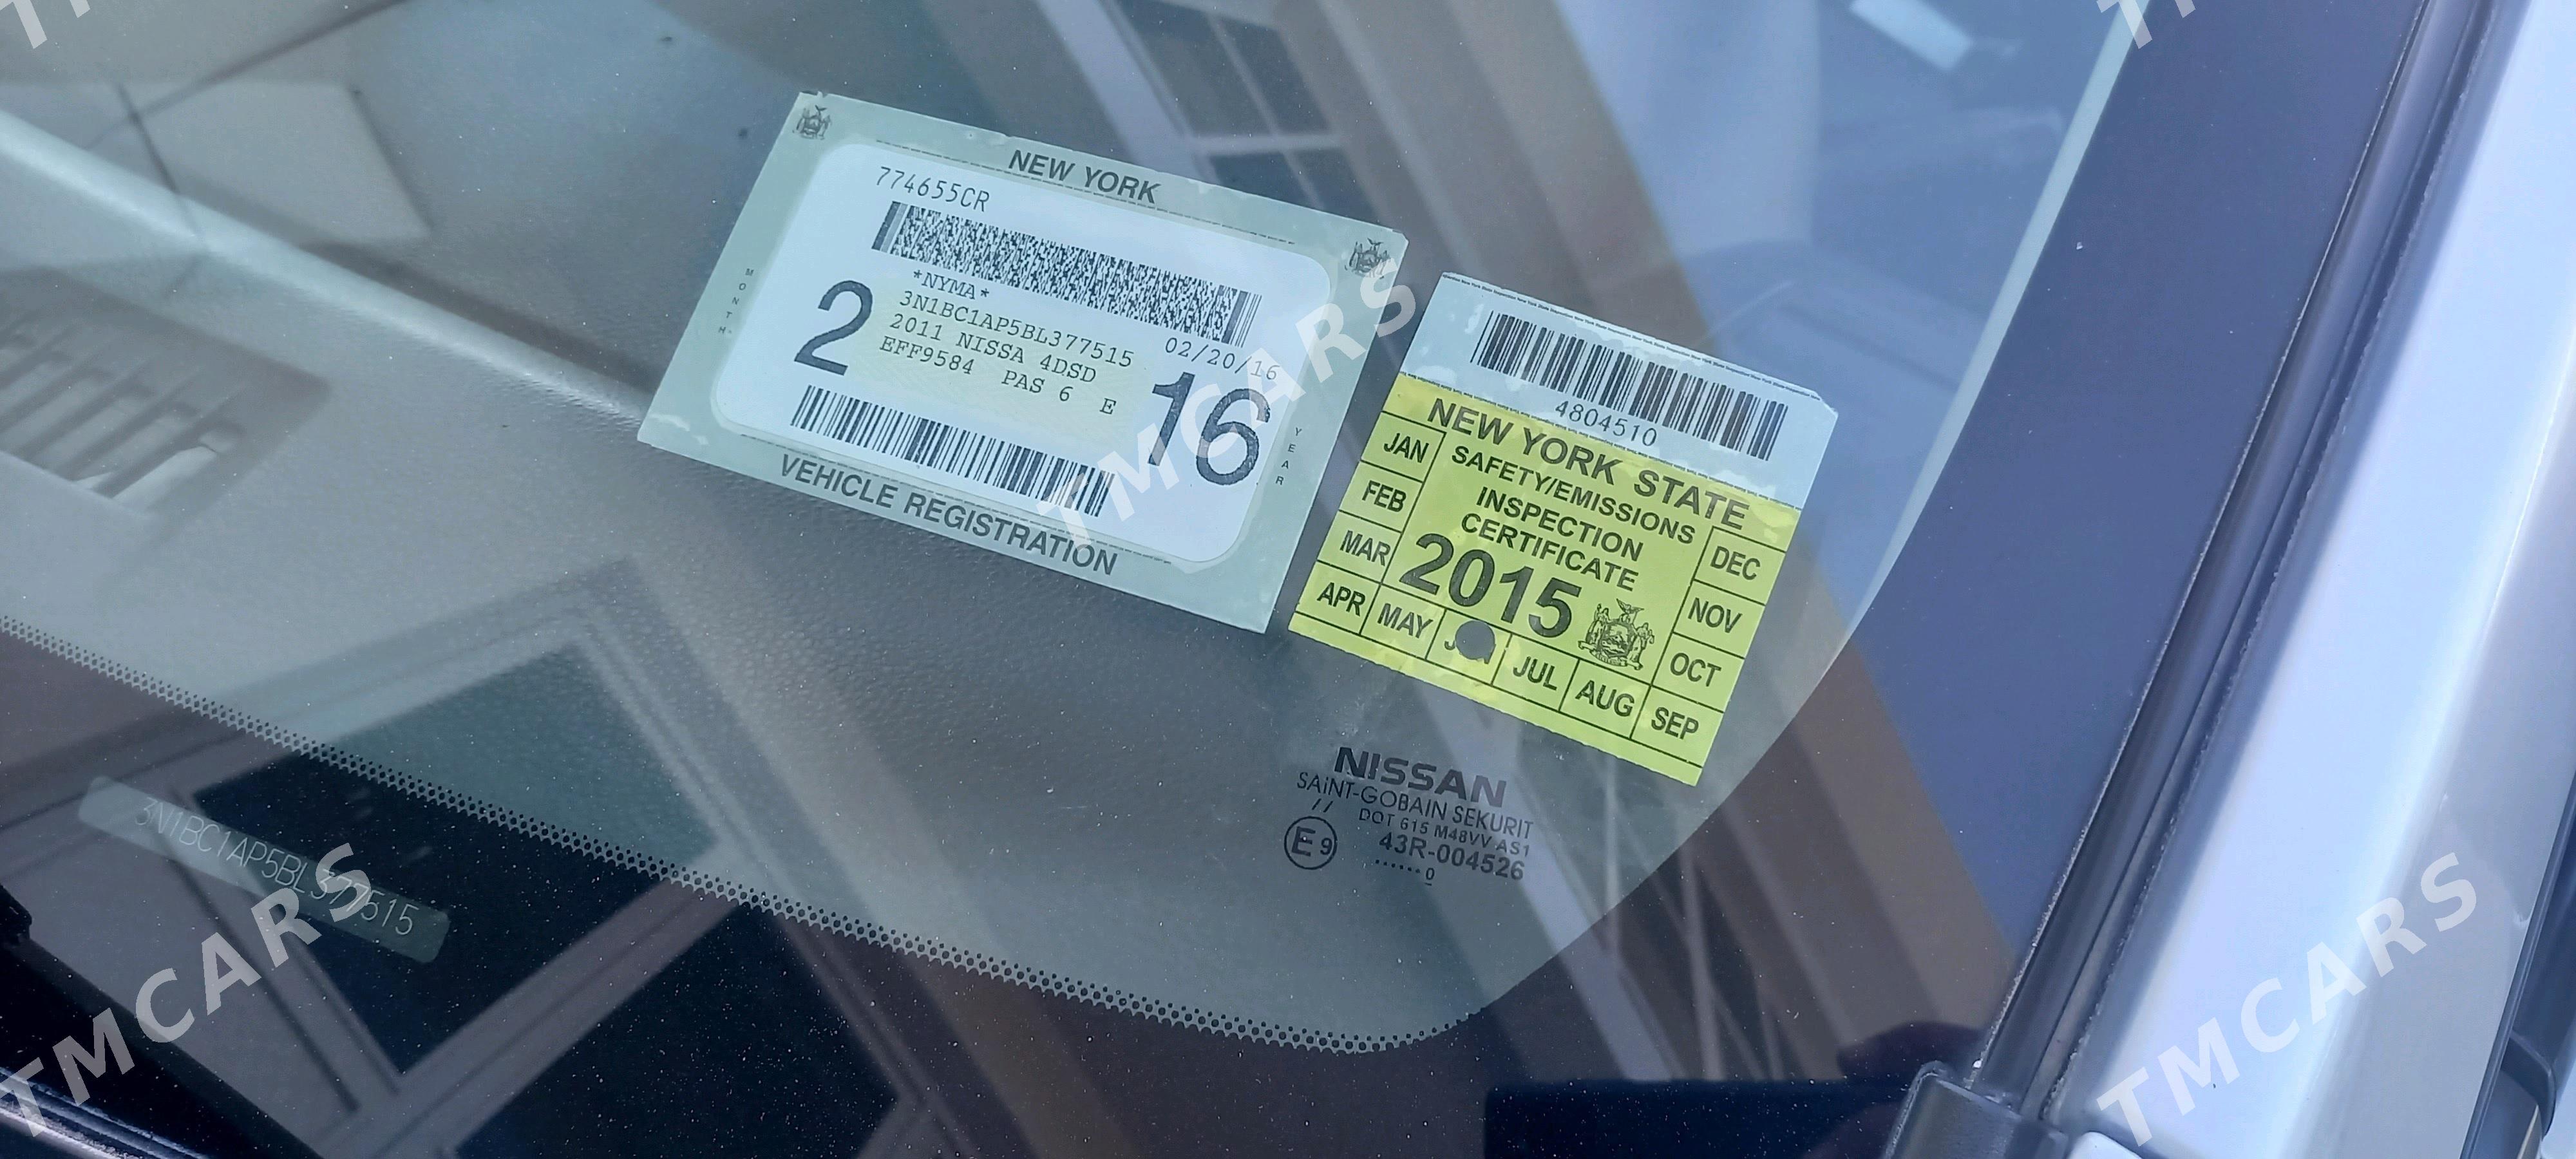 NEW YORK
774655CR
*NYMA*
3N1BC1AP5BL377515
02/20/16
2011 NISSA 4DSD
EFF9584 PAS 6 E
2
16
MONTH
YEAR
VEHICLE REGISTRATION
4804510
NEW YORK STATE
SAFETY/EMISSIONS
INSPECTION
CERTIFICATE
2015
JAN
FEB
MAR
APR
MAY
JUL
AUG
SEP
OCT
NOV
DEC
NISSAN
SAiNT-GOBAIN SEKURIT
//
DOT 615 M48VV AS1
E9
43R-004526
......0
3N1BC1AP5BL377515
TMCARS
TMCARS
TMCARS